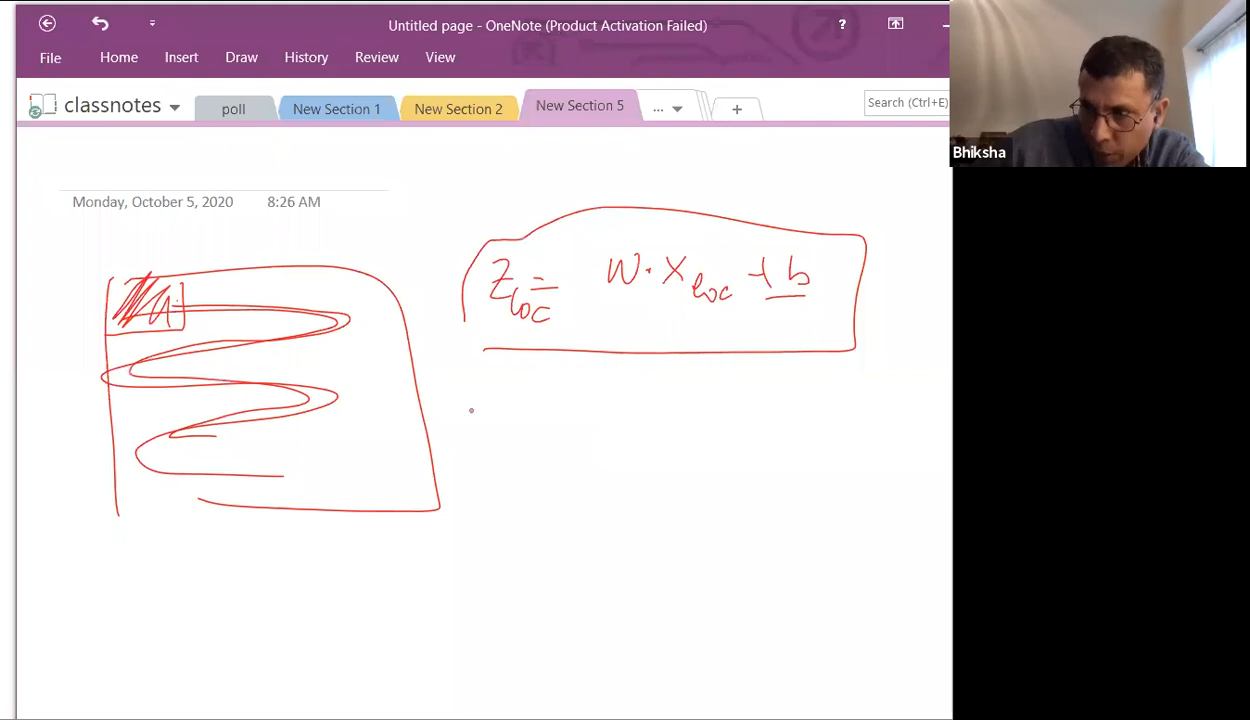 Untitled page - OneNote (Product Activation Failed)
?
File Home Insert Draw History Review View
classnotes poll New Section 1 New Section 2 New Section 5 ... + Search (Ctrl+E)
Bhiksha
Monday, October 5, 2020 8:26 AM
Z_loc = W · X_loc + b